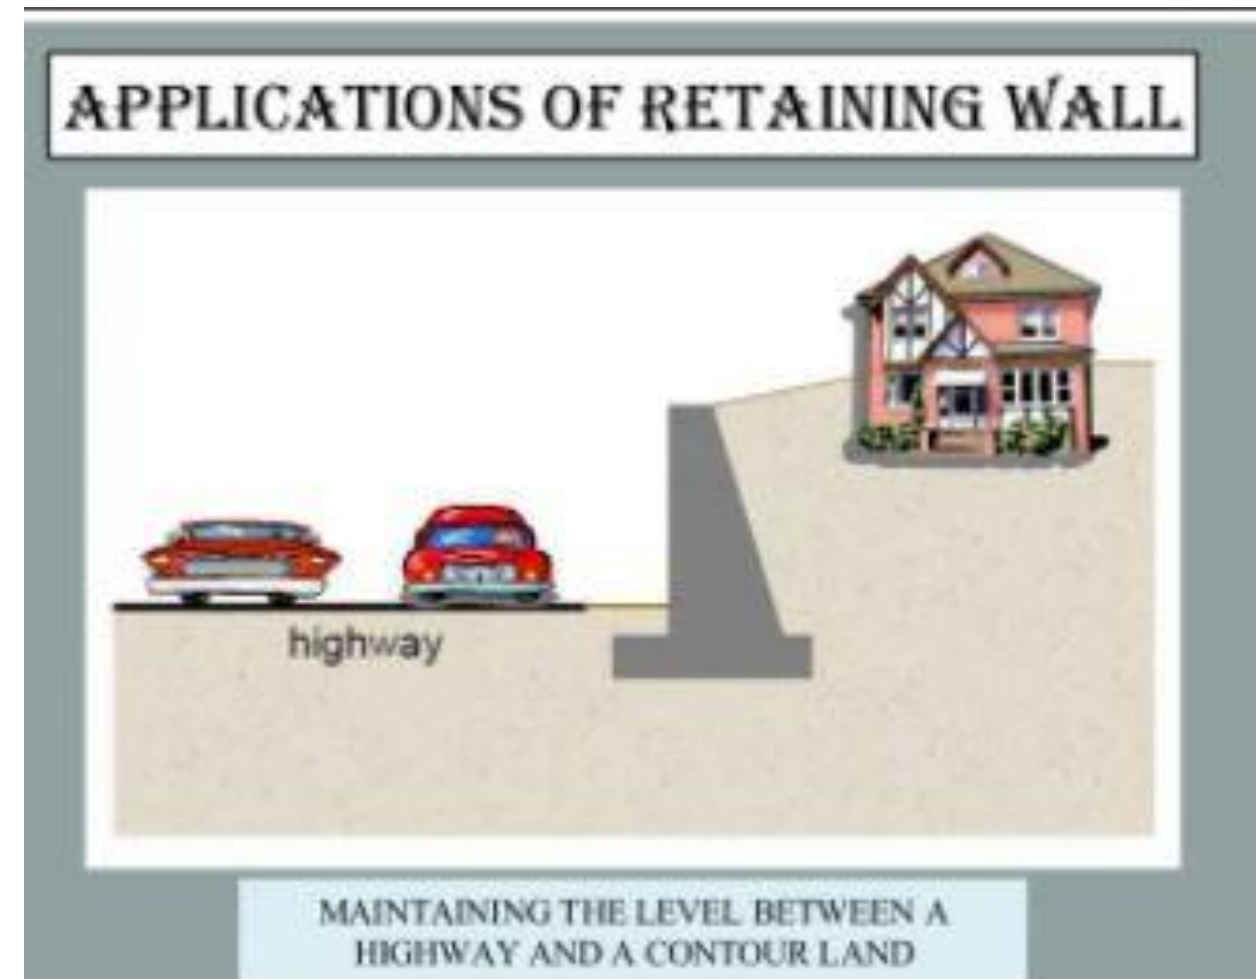 APPLICATIONS OF RETAINING WALL
highway
MAINTAINING THE LEVEL BETWEEN A
HIGHWAY AND A CONTOUR LAND